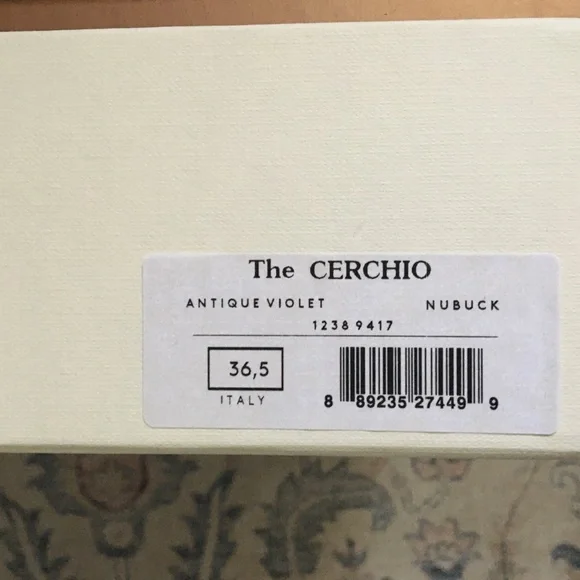 The CERCHIO
ANTIQUE VIOLET NUBUCK
1238 9417
36,5
ITALY
8 89235 27449 9